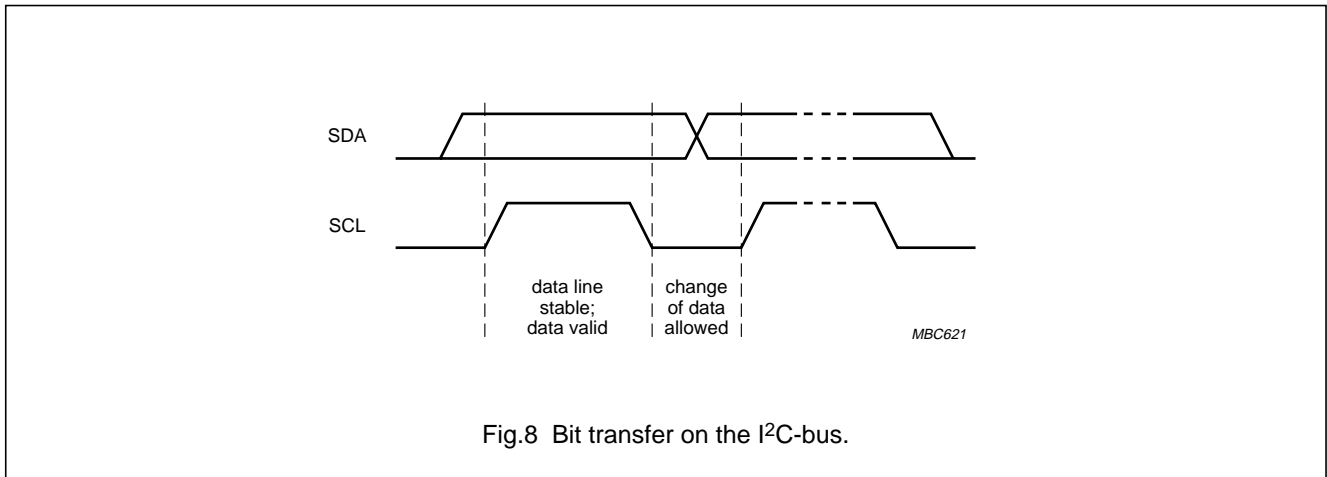 SDA
SCL
data line
stable;
data valid
change
of data
allowed
MBC621
Fig.8 Bit transfer on the I²C-bus.